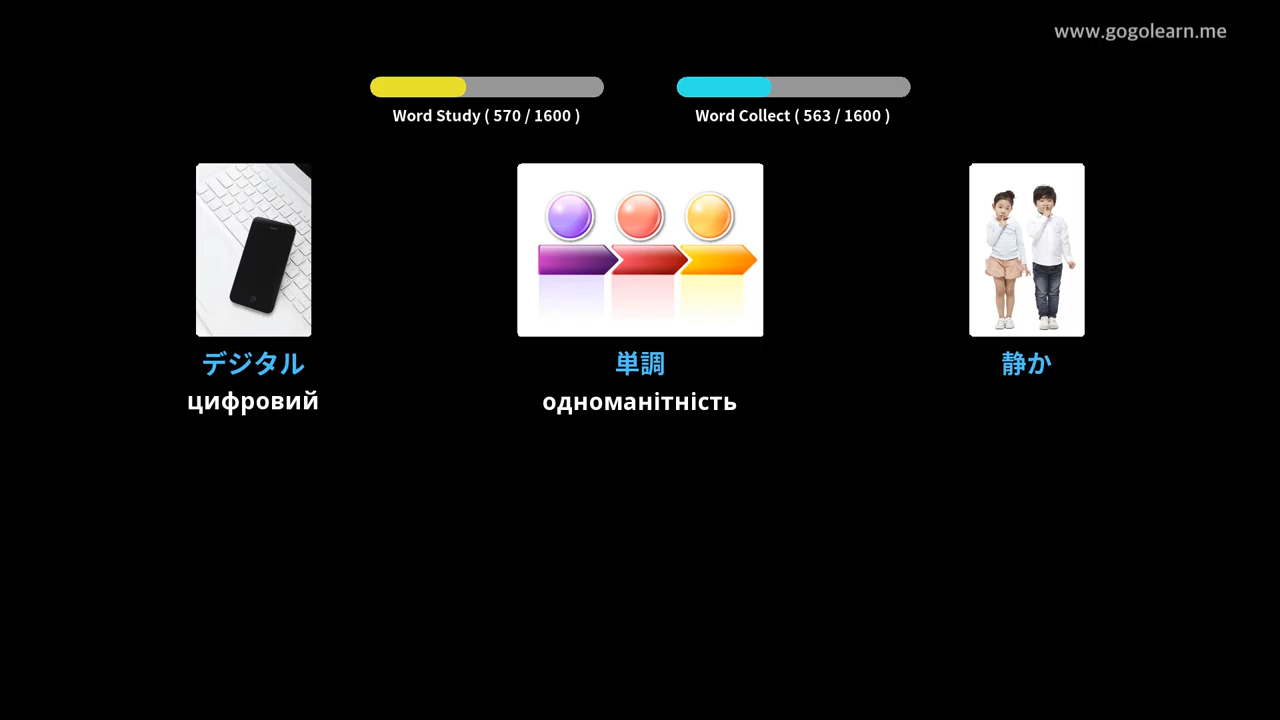 www.gogolearn.me
Word Study ( 570 / 1600 )
Word Collect ( 563 / 1600 )
デジタル
цифровий
単調
одноманітність
静か